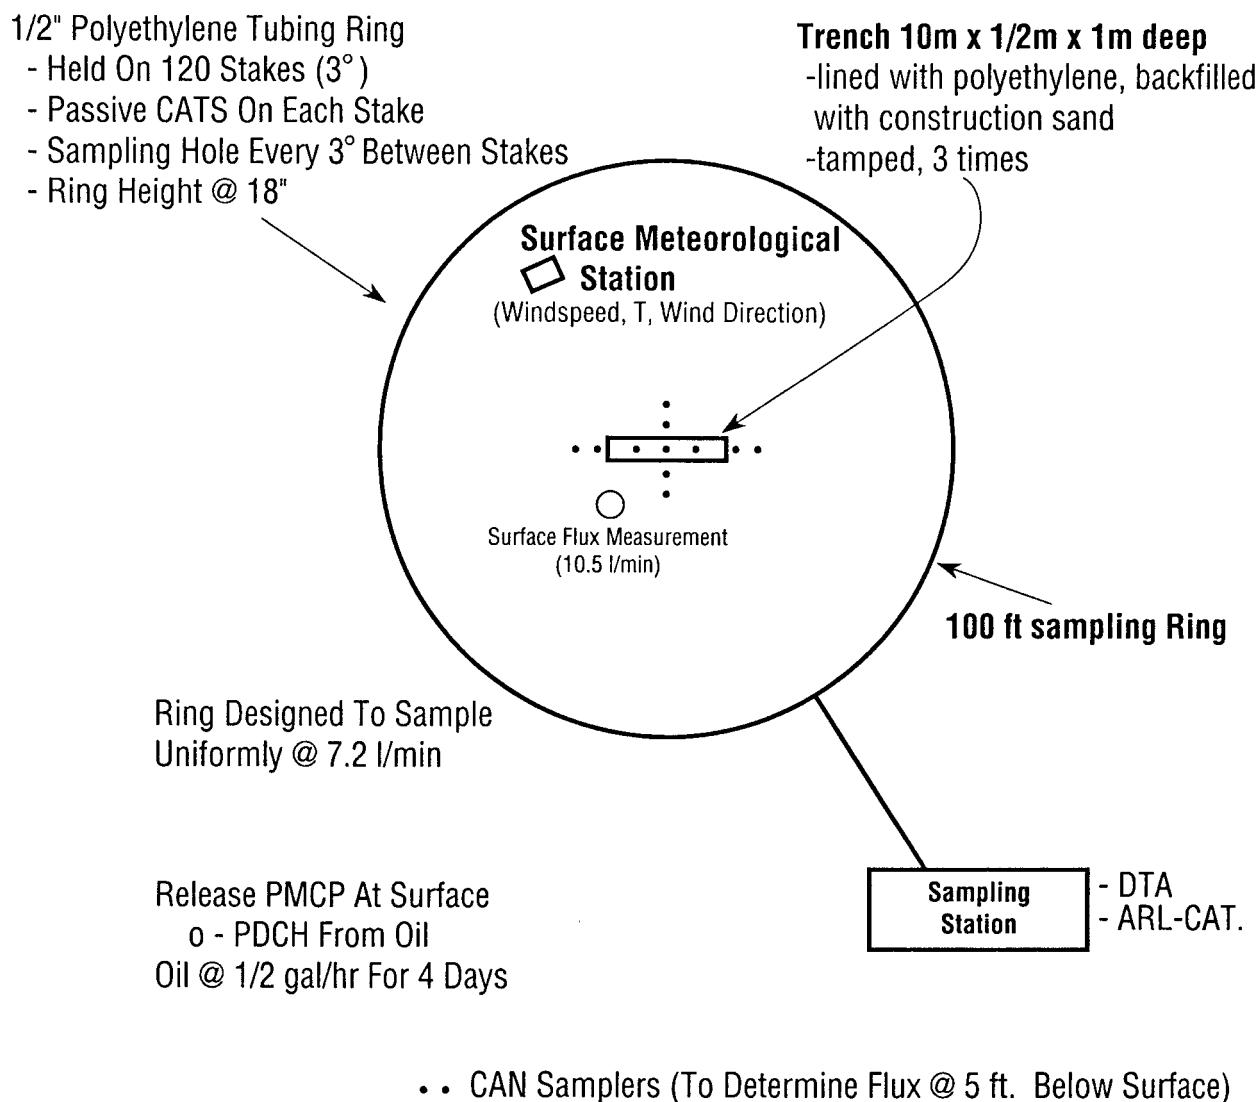 1/2" Polyethylene Tubing Ring
- Held On 120 Stakes (3°)
- Passive CATS On Each Stake
- Sampling Hole Every 3° Between Stakes
- Ring Height @ 18"
Trench 10m x 1/2m x 1m deep
-lined with polyethylene, backfilled
with construction sand
-tamped, 3 times
Surface Meteorological
Station
(Windspeed, T, Wind Direction)
Surface Flux Measurement
(10.5 l/min)
100 ft sampling Ring
Ring Designed To Sample
Uniformly @ 7.2 l/min
Release PMCP At Surface
o - PDCH From Oil
Oil @ 1/2 gal/hr For 4 Days
Sampling
Station
- DTA
- ARL-CAT.
• • CAN Samplers (To Determine Flux @ 5 ft. Below Surface)